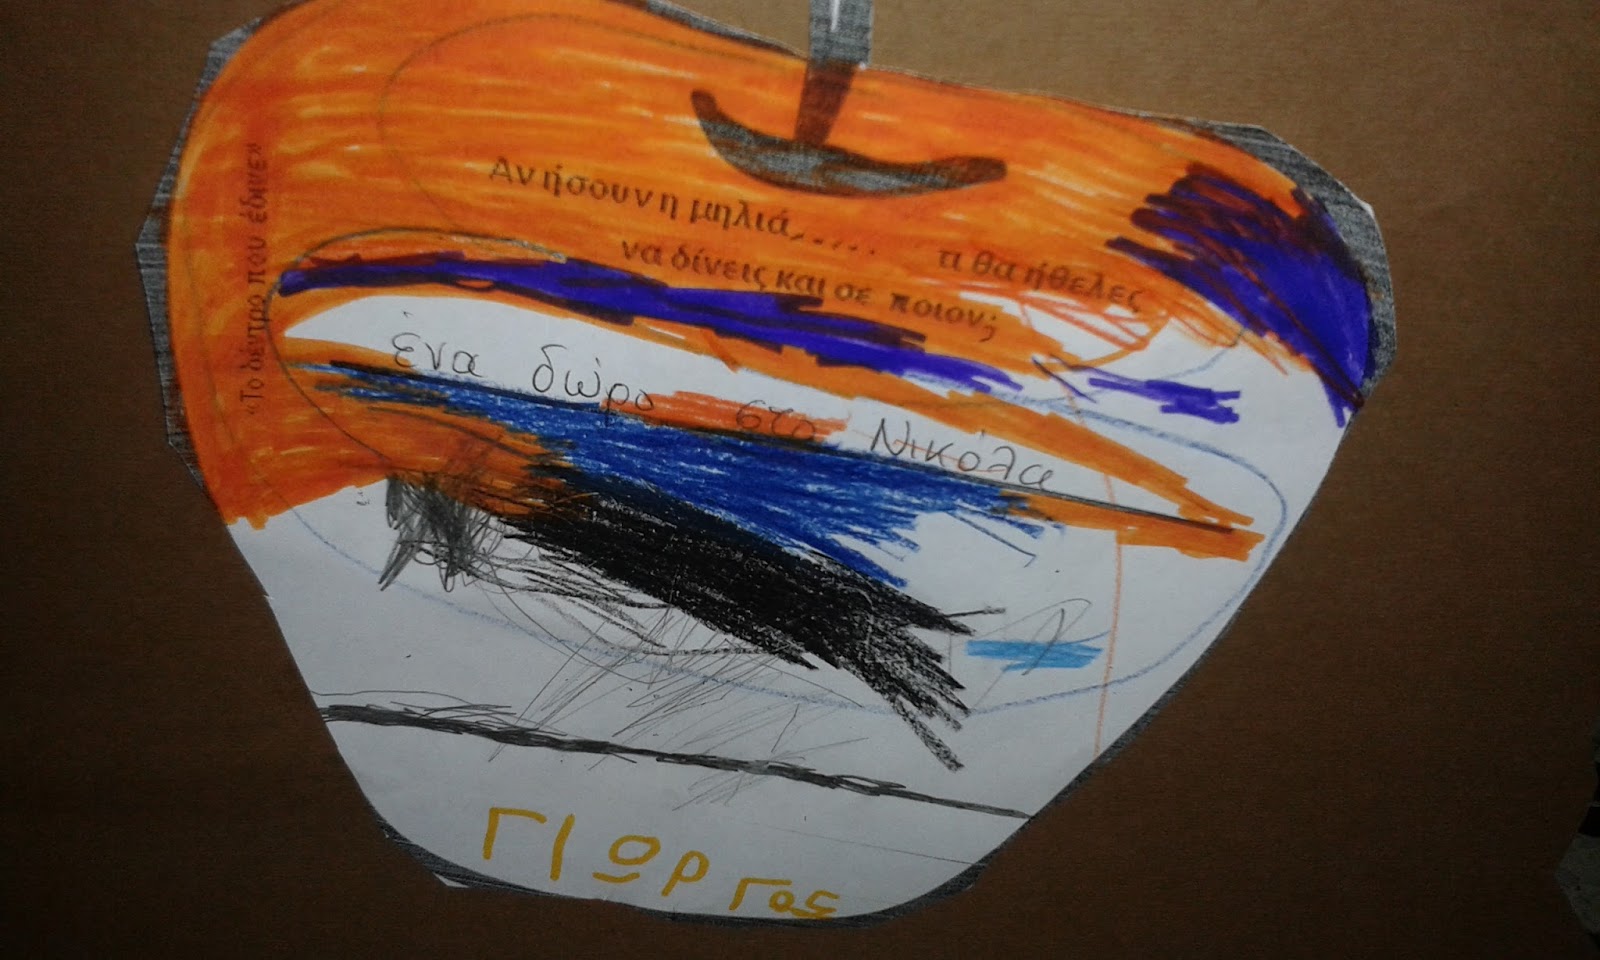 «Το δέντρο που έδινε»
Αν ήσουν η μηλιά,..... τι θα ήθελες
να δίνεις και σε ποιον;
ένα δώρο στο Νικόλα
ΓΙΩΡΓος